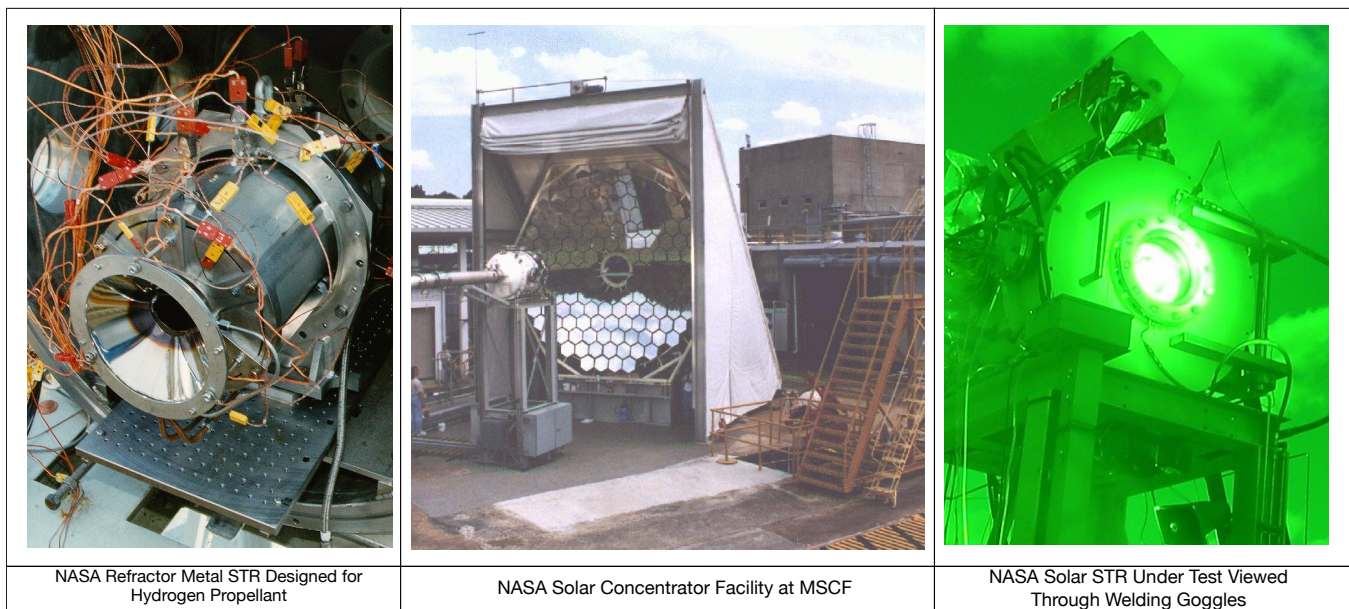 NASA Refractor Metal STR Designed for
Hydrogen Propellant
NASA Solar Concentrator Facility at MSCF
NASA Solar STR Under Test Viewed
Through Welding Goggles